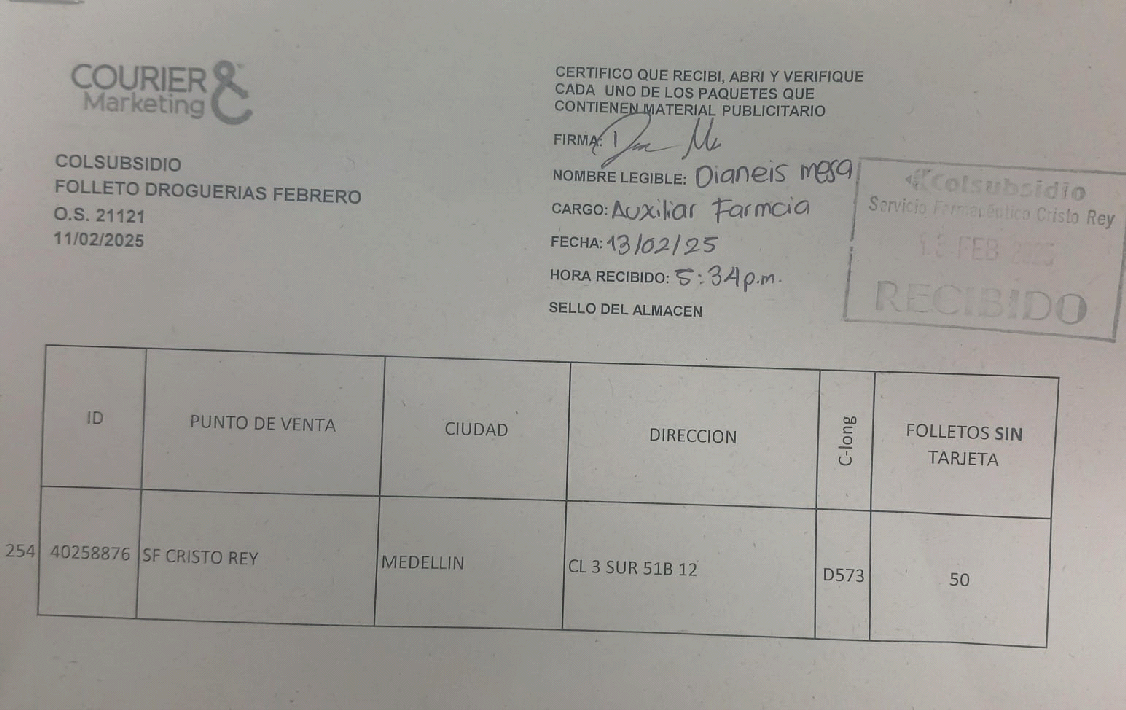 COURIER &
Marketing
COLSUBSIDIO
FOLLETO DROGUERIAS FEBRERO
O.S. 21121
11/02/2025
CERTIFICO QUE RECIBI, ABRI Y VERIFIQUE
CADA UNO DE LOS PAQUETES QUE
CONTIENEN MATERIAL PUBLICITARIO
FIRMA:
NOMBRE LEGIBLE: Dianeis mesa
CARGO: Auxiliar Farmcia
FECHA: 13/02/25
HORA RECIBIDO: 5:34 p.m.
SELLO DEL ALMACEN
Colsubsidio
Servicio Farmacéutico Cristo Rey
13 FEB 2025
RECIBIDO
ID PUNTO DE VENTA CIUDAD DIRECCION C-long FOLLETOS SIN TARJETA
254 40258876 SF CRISTO REY MEDELLIN CL 3 SUR 51B 12 D573 50